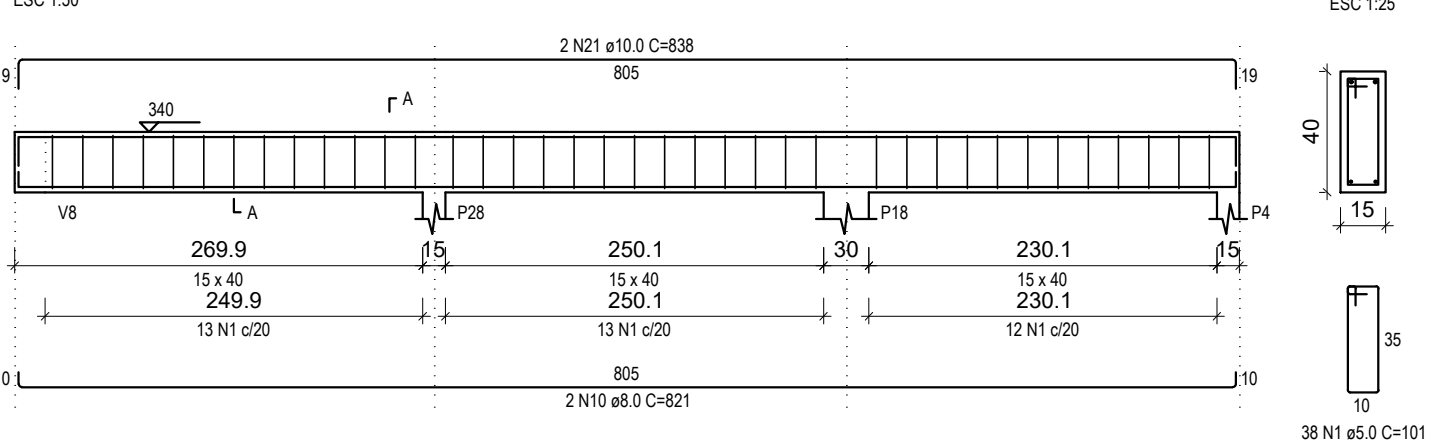 ESC 1:50
ESC 1:25
2 N21 ø10.0 C=838
9 805 19
A
340
40
A
V8 P28 P18 P4
15
269.9 15 250.1 30 230.1 15
15 x 40 15 x 40 15 x 40
249.9 250.1 230.1
13 N1 c/20 13 N1 c/20 12 N1 c/20
35
0 805 10
2 N10 ø8.0 C=821
10
38 N1 ø5.0 C=101